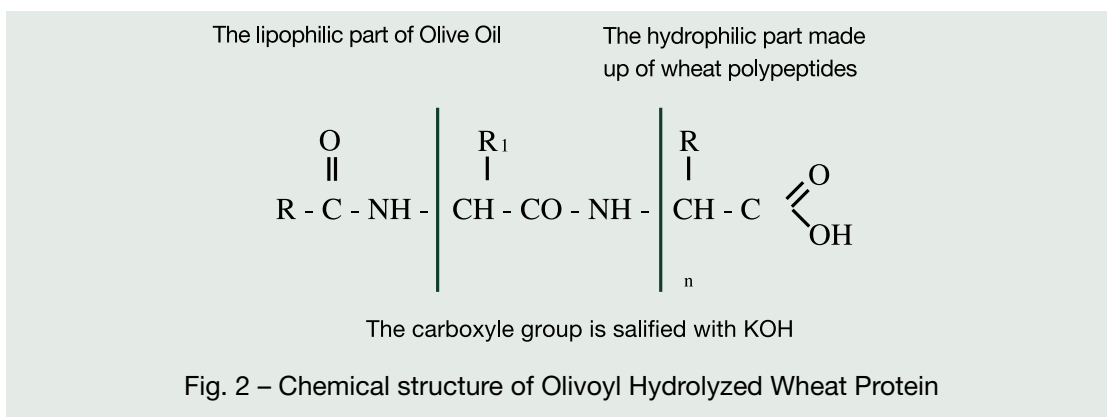 The lipophilic part of Olive Oil
The hydrophilic part made
up of wheat polypeptides
O R1 R O
R - C - NH - CH - CO - NH - CH - C
OH
n
The carboxyle group is salified with KOH
Fig. 2 – Chemical structure of Olivoyl Hydrolyzed Wheat Protein